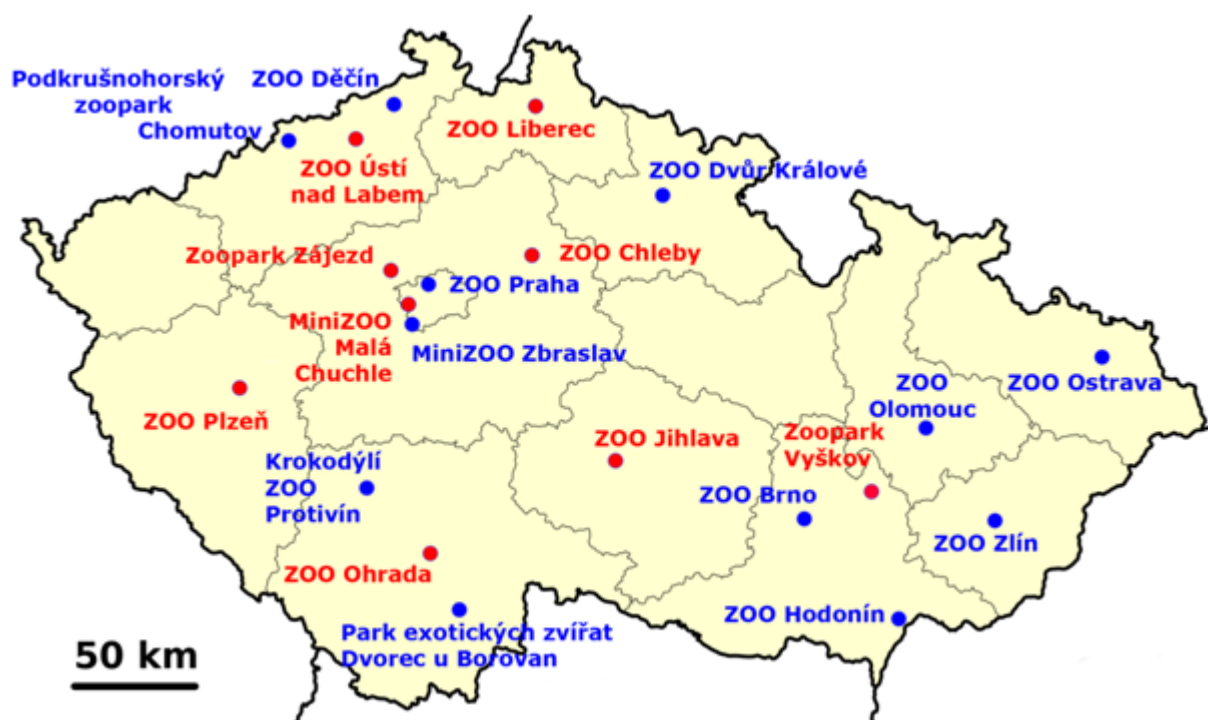 Podkrušnohorský
zoopark
Chomutov
ZOO Děčín
ZOO Liberec
ZOO Ústí
nad Labem
ZOO Dvůr Králové
Zoopark Zájezd
ZOO Chleby
ZOO Praha
MiniZOO
Malá
Chuchle
MiniZOO Zbraslav
ZOO Plzeň
ZOO
Olomouc
ZOO Ostrava
ZOO Jihlava
Zoopark
Vyškov
Krokodýlí
ZOO
Protivín
ZOO Brno
ZOO Zlín
ZOO Ohrada
ZOO Hodonín
Park exotických zvířat
Dvorec u Borovan
50 km